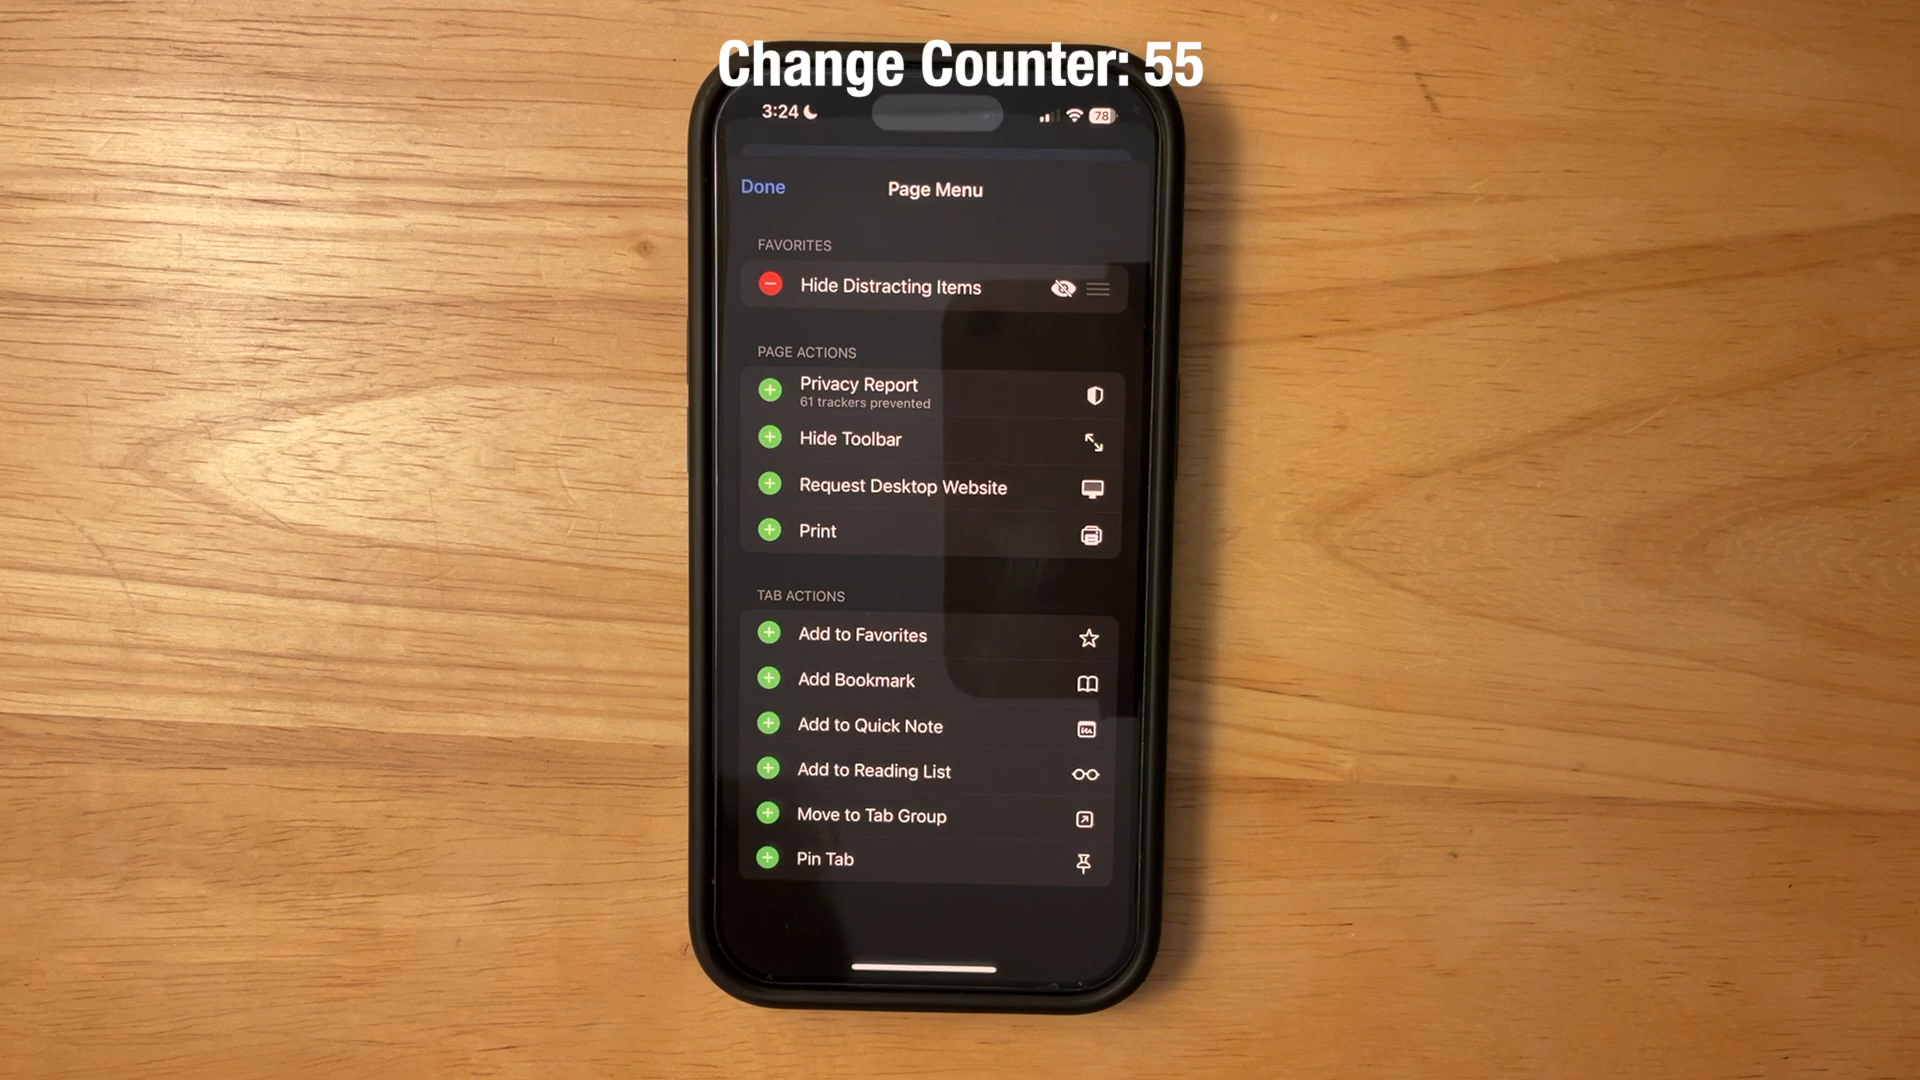 Change Counter: 55
3:24
78
Done
Page Menu
FAVORITES
Hide Distracting Items
PAGE ACTIONS
Privacy Report
61 trackers prevented
Hide Toolbar
Request Desktop Website
Print
TAB ACTIONS
Add to Favorites
Add Bookmark
Add to Quick Note
Add to Reading List
Move to Tab Group
Pin Tab